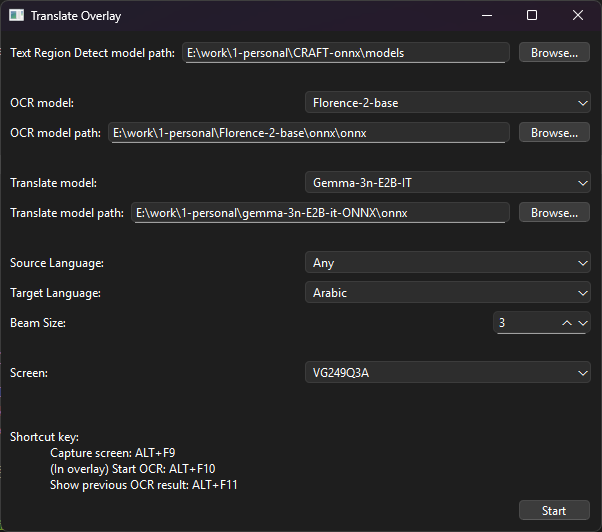 Translate Overlay
Text Region Detect model path: E:\work\1-personal\CRAFT-onnx\models Browse...
OCR model: Florence-2-base
OCR model path: E:\work\1-personal\Florence-2-base\onnx\onnx Browse...
Translate model: Gemma-3n-E2B-IT
Translate model path: E:\work\1-personal\gemma-3n-E2B-it-ONNX\onnx Browse...
Source Language: Any
Target Language: Arabic
Beam Size: 3
Screen: VG249Q3A
Shortcut key:
Capture screen: ALT+F9
(In overlay) Start OCR: ALT+F10
Show previous OCR result: ALT+F11
Start